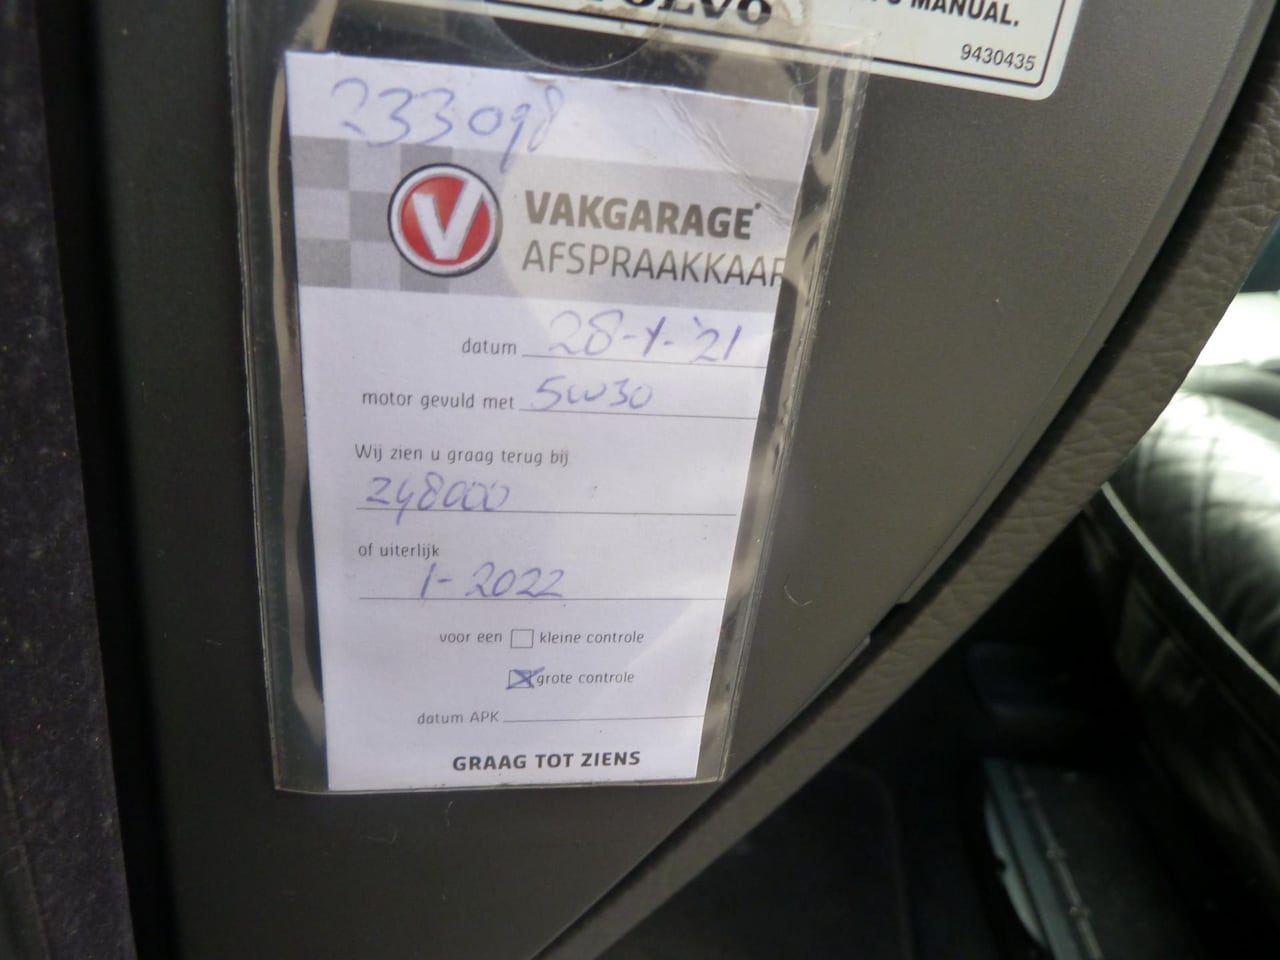 VOLVO
MANUAL.
9430435
233098
V
VAKGARAGE
AFSPRAAKKAAR
datum 28-1-'21
motor gevuld met 5W30
Wij zien u graag terug bij
248000
of uiterlijk
1-2022
voor een kleine controle
grote controle
datum APK
GRAAG TOT ZIENS